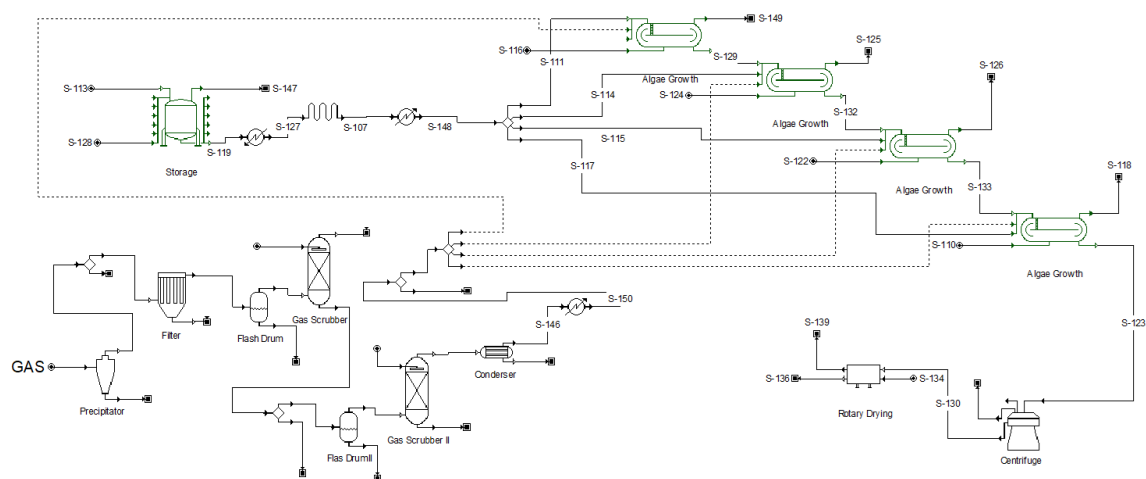 S-149
S-116
S-111
S-129
S-125
Algae Growth
S-126
S-113
S-147
S-114
S-124
S-132
S-127
S-107
S-148
Algae Growth
S-128
S-119
S-115
S-117
S-122
Storage
S-133
S-118
Algae Growth
S-110
Algae Growth
S-150
Gas Scrubber
S-146
Filter
Flash Drum
S-123
S-139
GAS
Conderser
S-136
S-134
Precipitator
S-130
Rotary Drying
Gas Scrubber II
Flas DrumII
Centrifuge